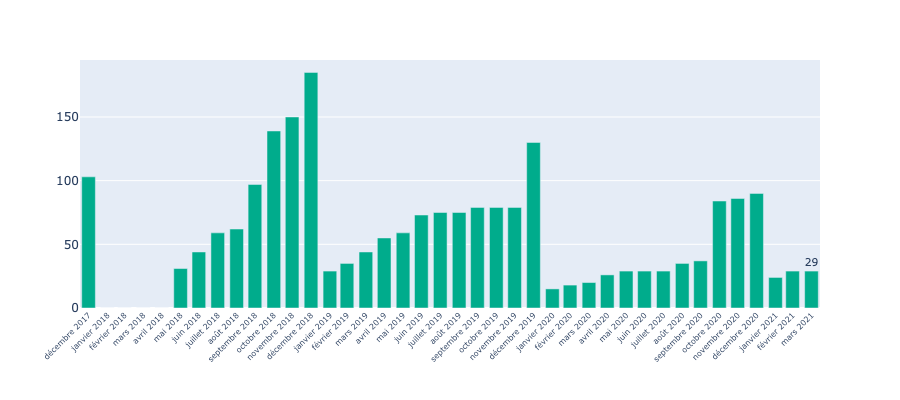 150
100
50
0
29
décembre 2017
janvier 2018
février 2018
mars 2018
avril 2018
mai 2018
juin 2018
juillet 2018
août 2018
septembre 2018
octobre 2018
novembre 2018
décembre 2018
janvier 2019
février 2019
mars 2019
avril 2019
mai 2019
juin 2019
juillet 2019
août 2019
septembre 2019
octobre 2019
novembre 2019
décembre 2019
janvier 2020
février 2020
mars 2020
avril 2020
mai 2020
juin 2020
juillet 2020
août 2020
septembre 2020
octobre 2020
novembre 2020
décembre 2020
janvier 2021
février 2021
mars 2021